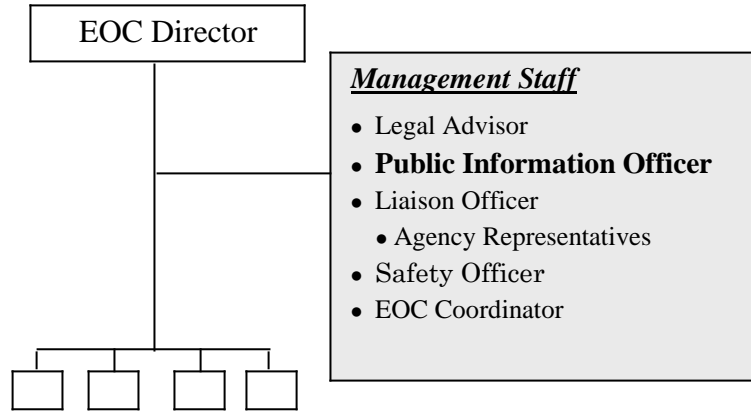 EOC Director
Management Staff
• Legal Advisor
• Public Information Officer
• Liaison Officer
• Agency Representatives
• Safety Officer
• EOC Coordinator